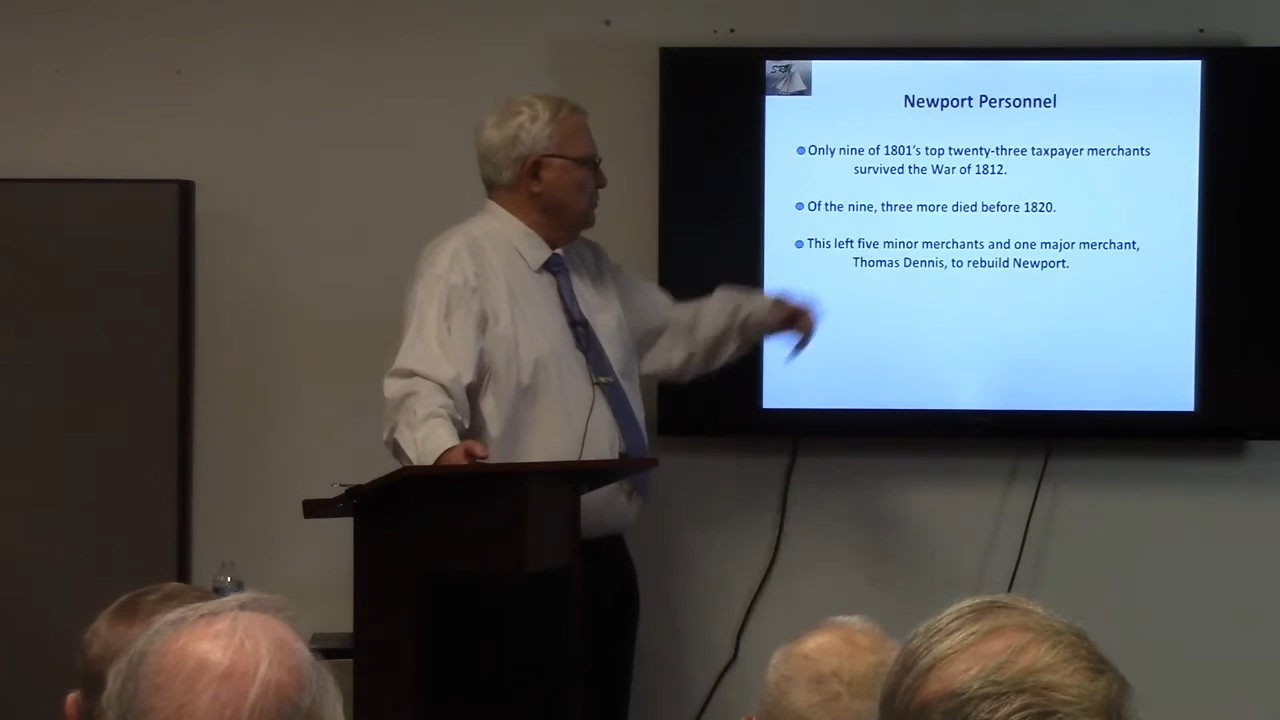 Newport Personnel
Only nine of 1801's top twenty-three taxpayer merchants
survived the War of 1812.
Of the nine, three more died before 1820.
This left five minor merchants and one major merchant,
Thomas Dennis, to rebuild Newport.